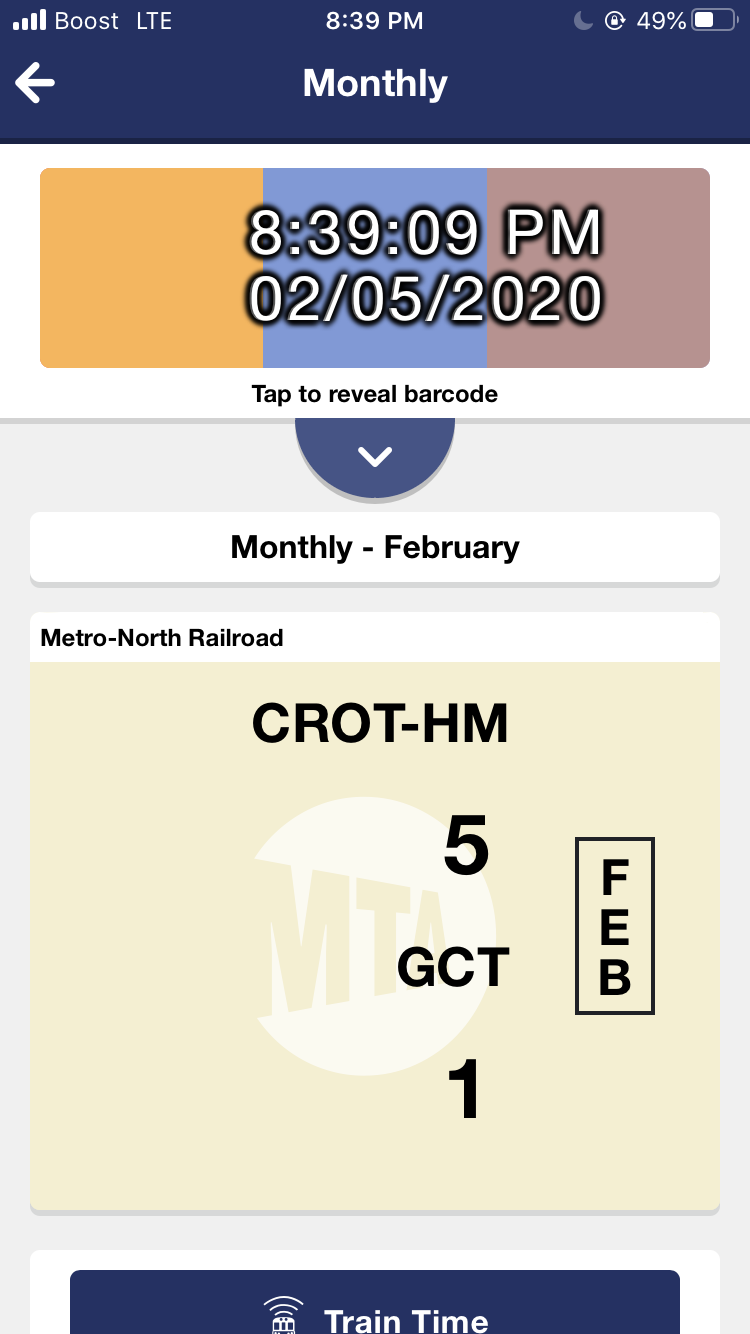 Boost LTE 8:39 PM 49%
Monthly
8:39:09 PM
02/05/2020
Tap to reveal barcode
Monthly - February
Metro-North Railroad
CROT-HM
5
MTA
GCT
1
F
E
B
Train Time